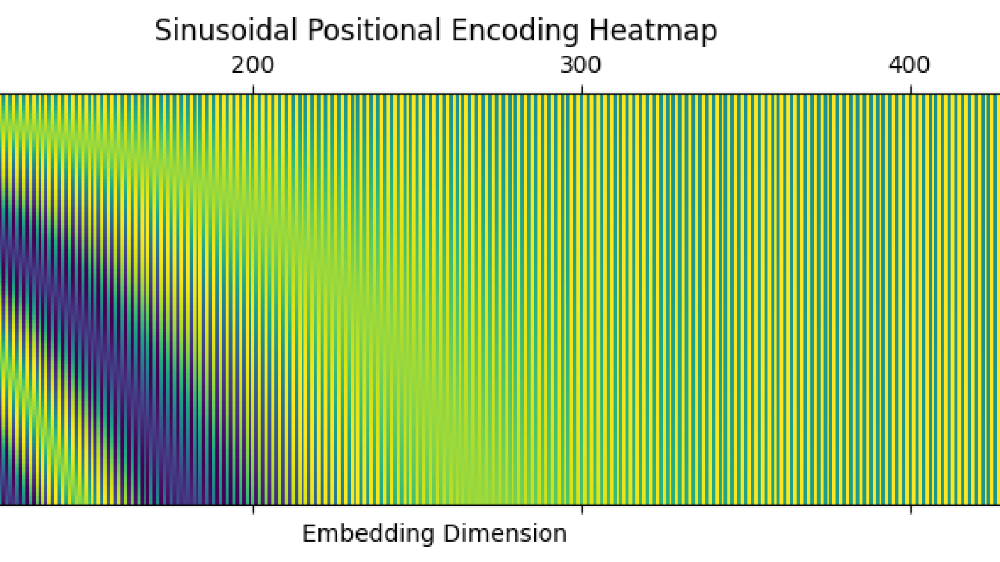 Sinusoidal Positional Encoding Heatmap
200 300 400
Embedding Dimension